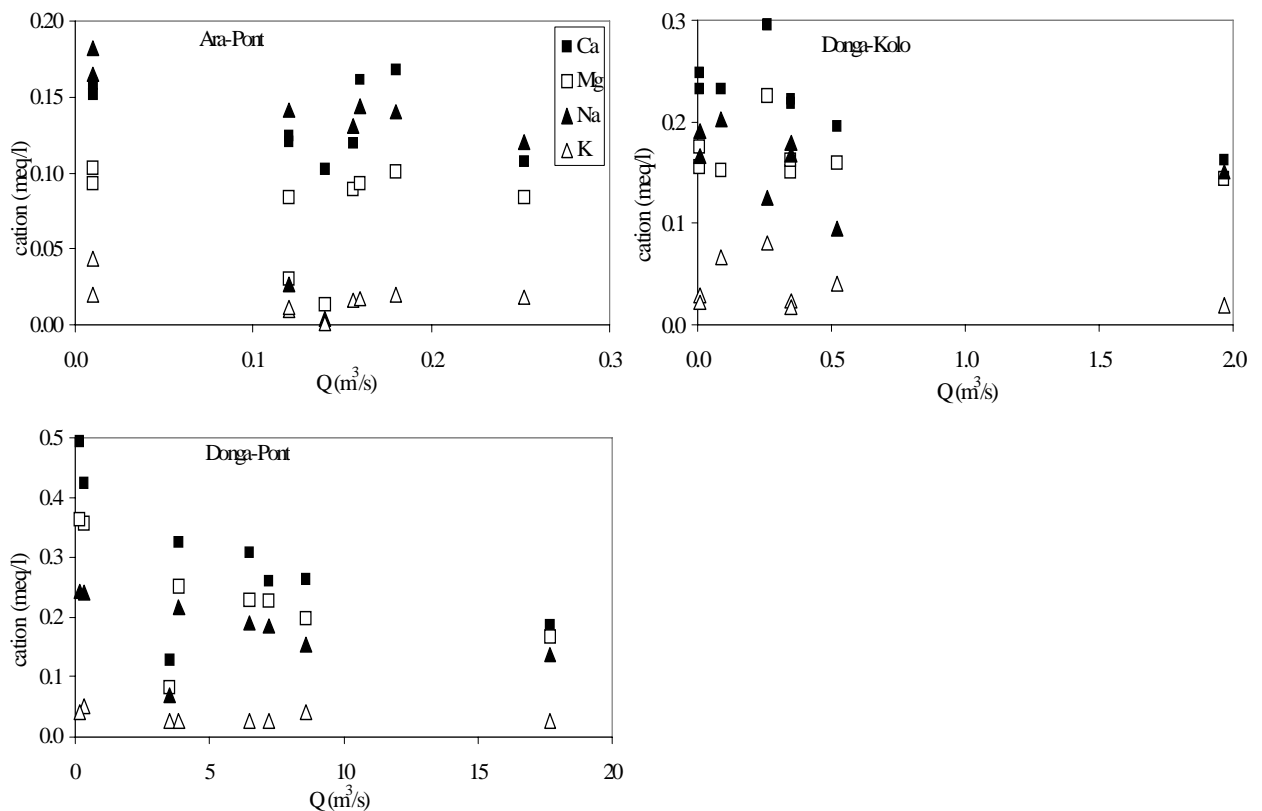 Ara-Pont
Ca
Mg
Na
K
0.20
0.15
0.10
0.05
0.00
cation (meq/l)
0.0
0.1
0.2
0.3
Q (m³/s)
Donga-Kolo
0.3
0.2
0.1
0.0
cation (meq/l)
0.0
0.5
1.0
1.5
2.0
Q (m³/s)
Donga-Pont
0.5
0.4
0.3
0.2
0.1
0.0
cation (meq/l)
0
5
10
15
20
Q (m³/s)